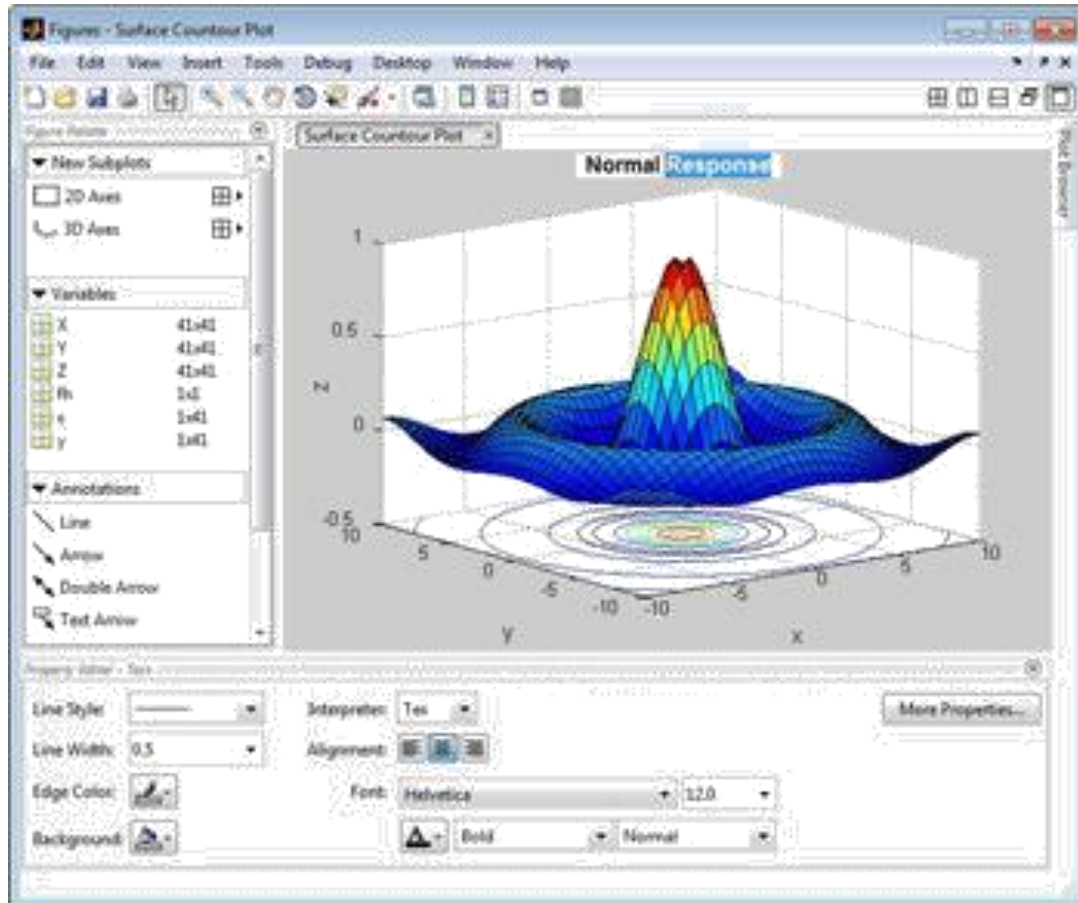 Figures - Surface Countour Plot
File Edit View Insert Tools Debug Desktop Window Help
Surface Countour Plot
Plot Browser
New Subplots
2D Axes
3D Axes
Variables
X 41x41
Y 41x41
Z 41x41
fh 1x1
x 1x41
y 1x41
Annotations
Line
Arrow
Double Arrow
Text Arrow
Normal Response
1
0.5
0
-0.5
z
10
5
0
-5
-10
y
-10
-5
0
5
10
x
Property Editor - Text
Line Style:
Interpreter: Tex
More Properties...
Line Width: 0.5
Alignment:
Edge Color:
Font: Helvetica 12.0
Background:
Bold Normal